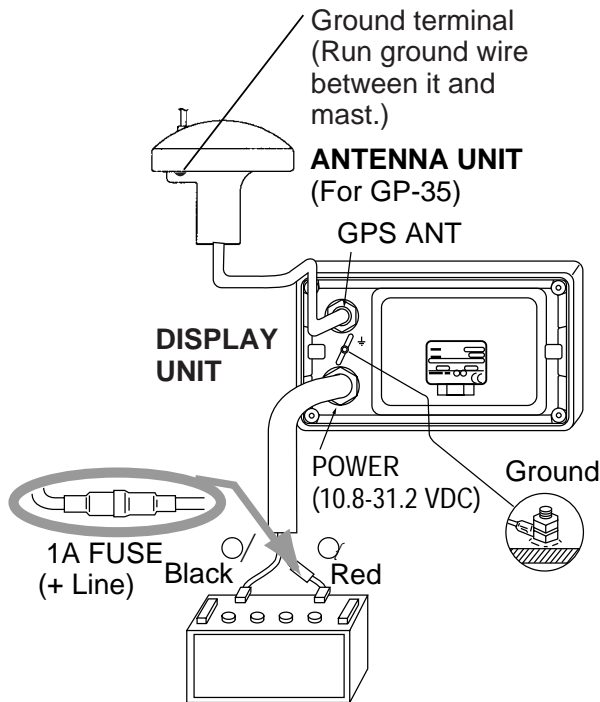 Ground terminal
(Run ground wire
between it and
mast.)
ANTENNA UNIT
(For GP-35)
GPS ANT
DISPLAY
UNIT
POWER
(10.8-31.2 VDC)
Ground
1A FUSE
(+ Line)
Black
Red